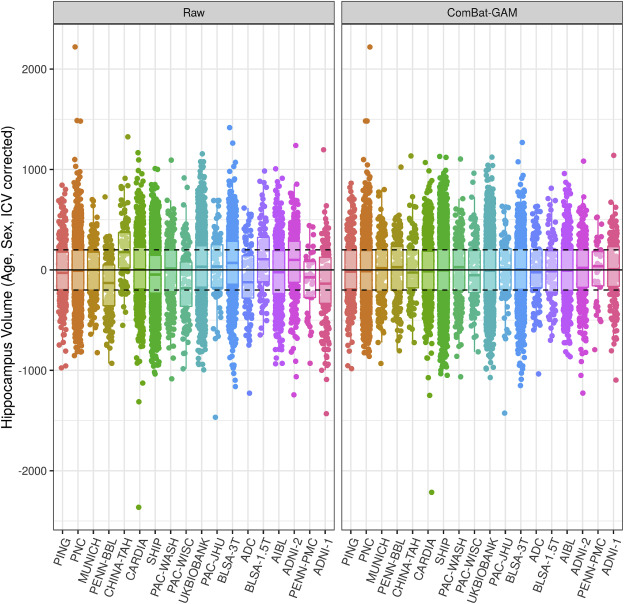 Raw
ComBat-GAM
Hippocampus Volume (Age, Sex, ICV corrected)
2000
1000
0
-1000
-2000
PING
PNC
MUNICH
PENN-BBL
CHINA-TAH
CARDIA
SHIP
PAC-WASH
PAC-WISC
UKBIOBANK
PAC-JHU
BLSA-3T
ADC
BLSA-1.5T
AIBL
ADNI-2
PENN-PMC
ADNI-1
PING
PNC
MUNICH
PENN-BBL
CHINA-TAH
CARDIA
SHIP
PAC-WASH
PAC-WISC
UKBIOBANK
PAC-JHU
BLSA-3T
ADC
BLSA-1.5T
AIBL
ADNI-2
PENN-PMC
ADNI-1